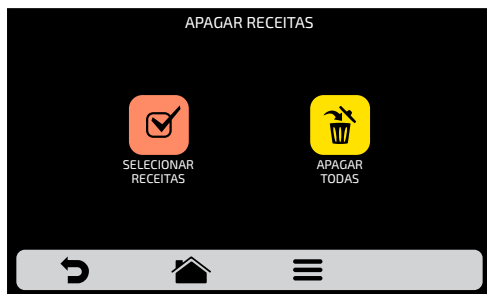 APAGAR RECEITAS
SELECIONAR
RECEITAS
APAGAR
TODAS